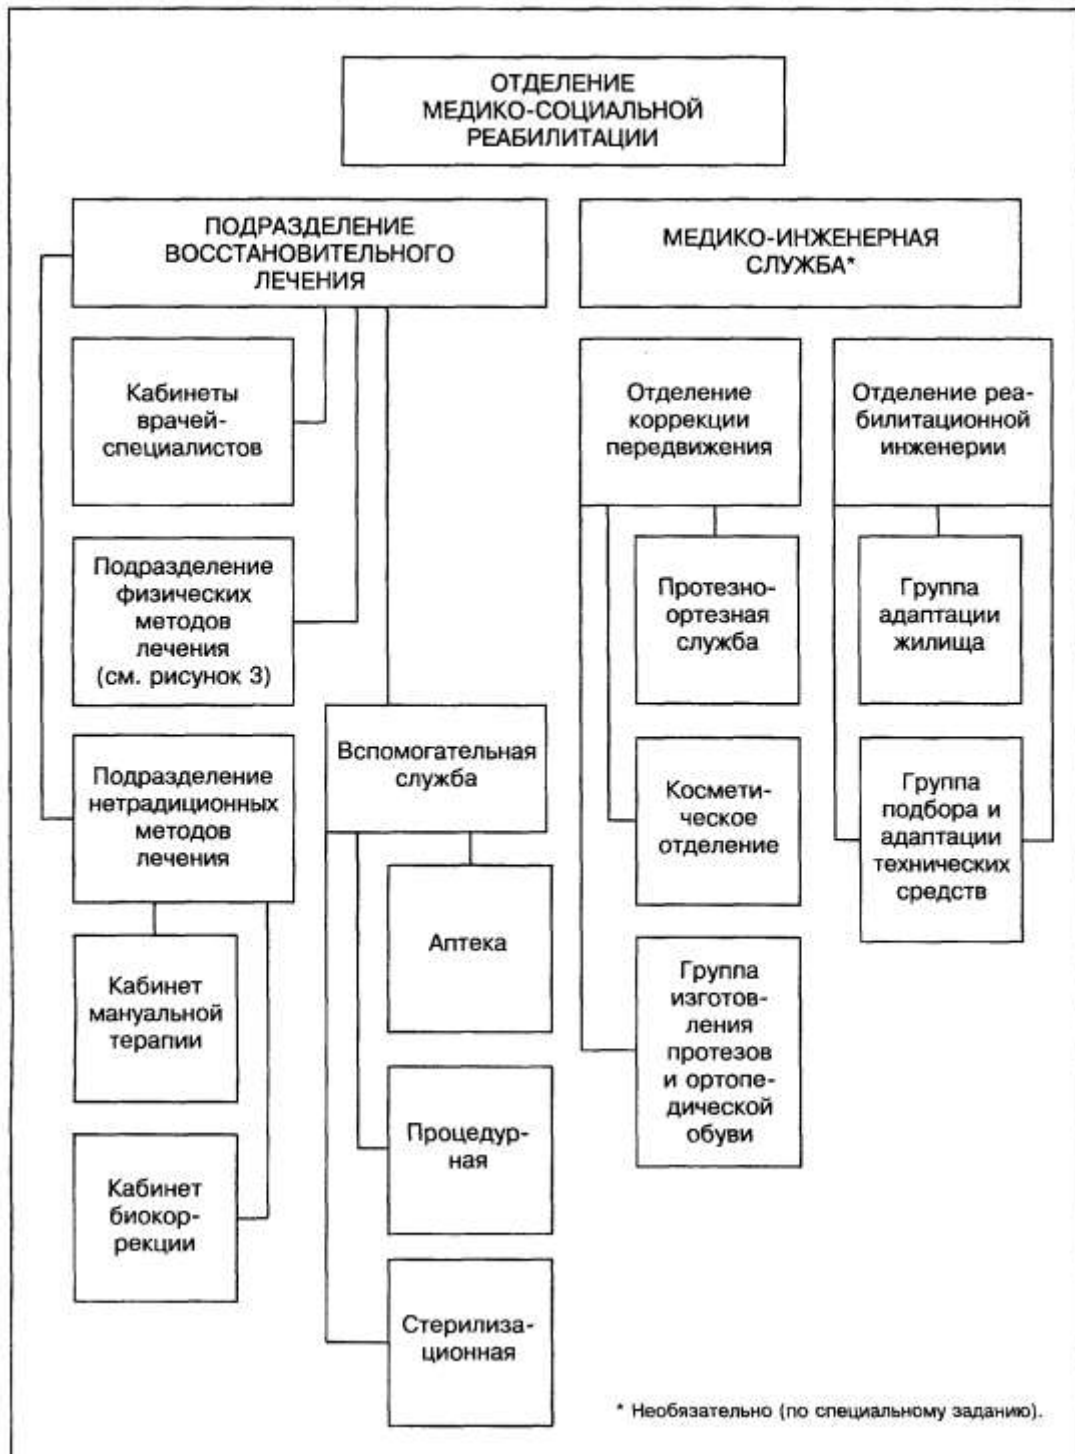 ОТДЕЛЕНИЕ
МЕДИКО-СОЦИАЛЬНОЙ
РЕАБИЛИТАЦИИ
ПОДРАЗДЕЛЕНИЕ
ВОССТАНОВИТЕЛЬНОГО
ЛЕЧЕНИЯ
МЕДИКО-ИНЖЕНЕРНАЯ
СЛУЖБА*
Кабинеты
врачей-
специалистов
Отделение
коррекции
передвижения
Отделение реа-
билитационной
инженерии
Подразделение
физических
методов
лечения
(см. рисунок 3)
Протезно-
ортезная
служба
Группа
адаптации
жилища
Вспомогательная
служба
Подразделение
нетрадиционных
методов
лечения
Космети-
ческое
отделение
Группа
подбора и
адаптации
технических
средств
Аптека
Кабинет
мануальной
терапии
Группа
изготов-
ления
протезов
и ортопе-
дической
обуви
Процедур-
ная
Кабинет
биокор-
рекции
Стерилиза-
ционная
* Необязательно (по специальному заданию).